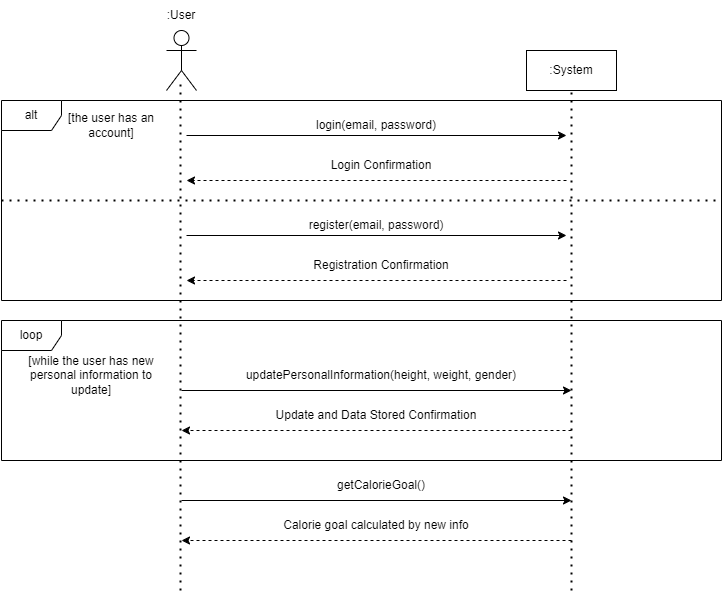 :User
:System
alt
[the user has an
account]
login(email, password)
Login Confirmation
register(email, password)
Registration Confirmation
loop
[while the user has new
personal information to
update]
updatePersonalInformation(height, weight, gender)
Update and Data Stored Confirmation
getCalorieGoal()
Calorie goal calculated by new info